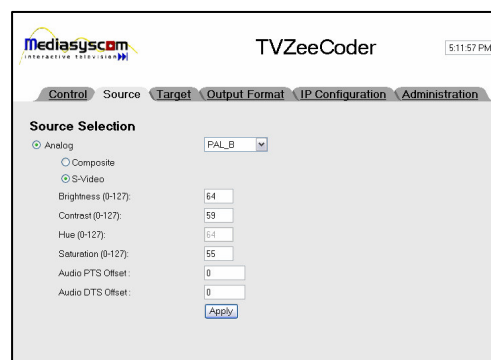 Mediasyscom
interactive television
TVZeeCoder
5:11:57 PM
Control Source Target Output Format IP Configuration Administration
Source Selection
Analog PAL_B
Composite
S-Video
Brightness (0-127): 64
Contrast (0-127): 59
Hue (0-127): 64
Saturation (0-127): 55
Audio PTS Offset : 0
Audio DTS Offset : 0
Apply